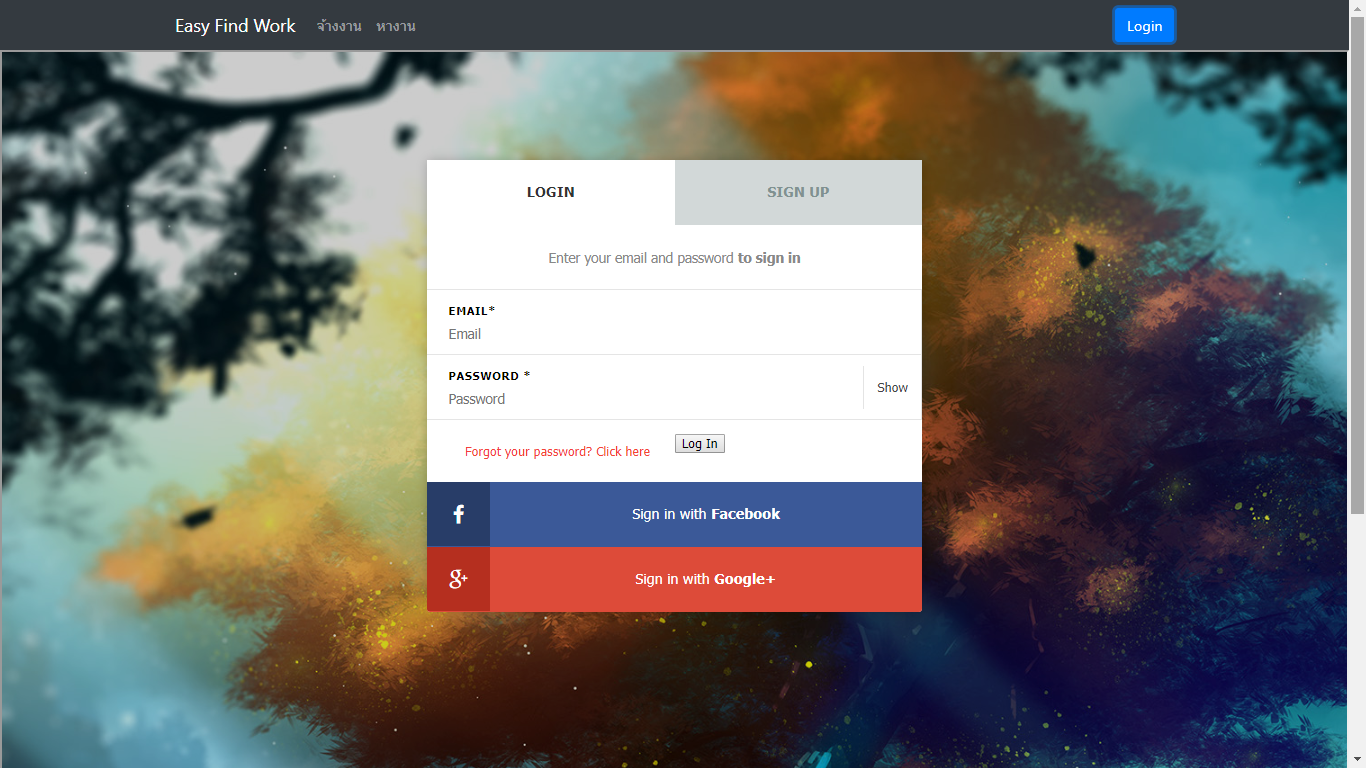 Easy Find Work จ้างงาน หางาน Login
LOGIN SIGN UP
Enter your email and password to sign in
EMAIL*
Email
PASSWORD *
Password
Show
Forgot your password? Click here Log In
f Sign in with Facebook
g+ Sign in with Google+